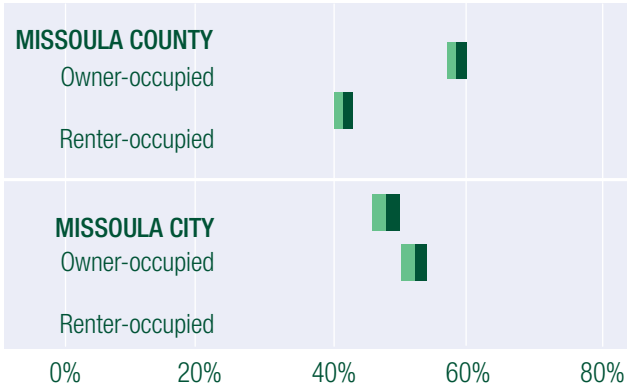 MISSOULA COUNTY
Owner-occupied
Renter-occupied
MISSOULA CITY
Owner-occupied
Renter-occupied
0% 20% 40% 60% 80%